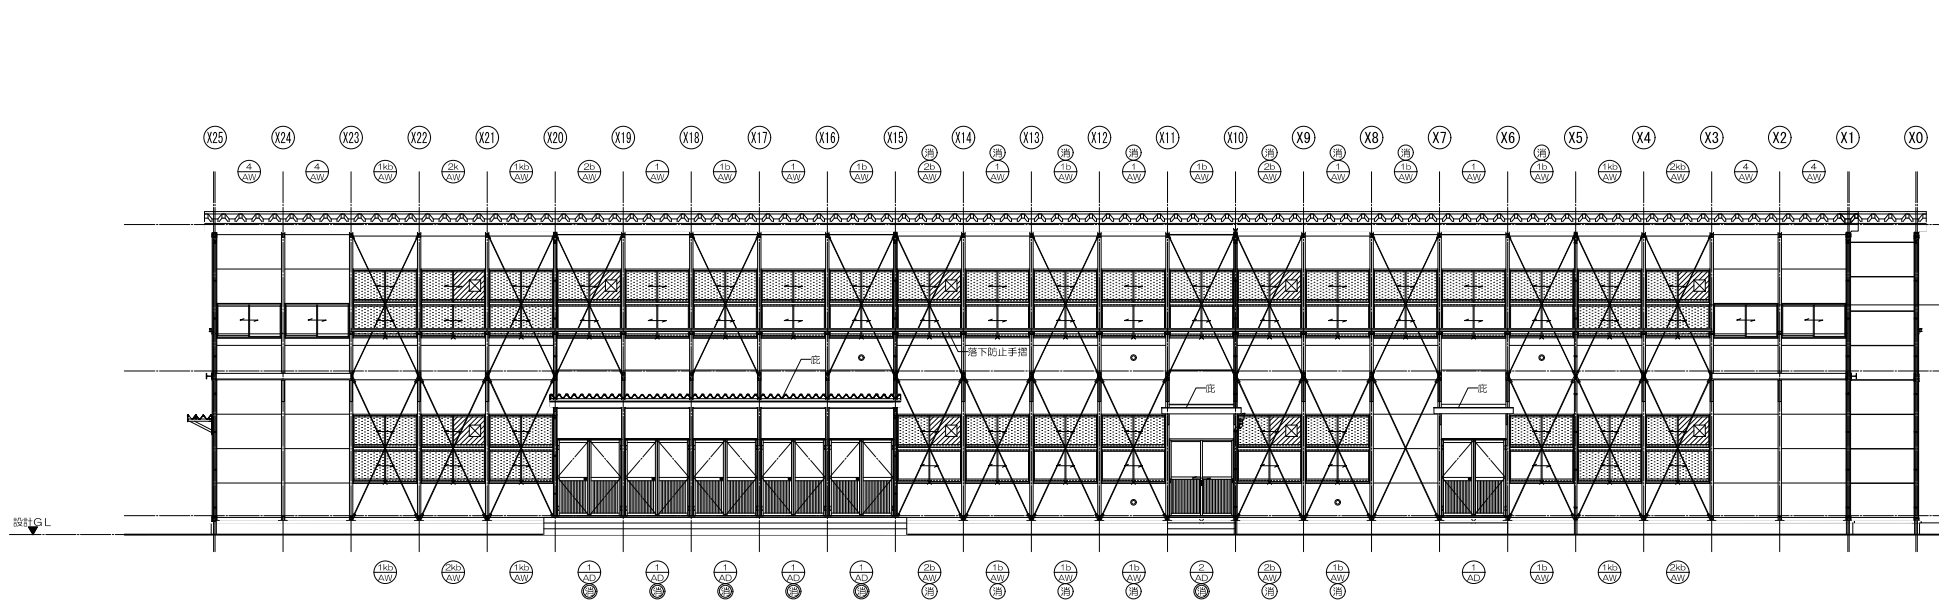 X25 X24 X23 X22 X21 X20 X19 X18 X17 X16 X15 X14 X13 X12 X11 X10 X9 X8 X7 X6 X5 X4 X3 X2 X1 X0
消 消 消 消 消 消 消 消
4 4 1kb 2k 1kb 2b 1 1b 1 1b 2b 1 1b 1 1b 2b 1b 1b 1 1b 1kb 2kb 4 4
AW AW AW AW AW AW AW AW AW AW AW AW AW AW AW AW AW AW AW AW AW AW AW AW
落下防止手摺
庇
庇
庇
設計GL
1kb 2kb 1kb 1 1 1 1 1 2b 1b 1b 1b 2 2b 1b 1 1b 1kb 2kb
AW AW AW AD AD AD AD AD AW AW AW AW AD AW AW AD AW AW AW
消 消 消 消 消 消 消 消 消 消 消 消